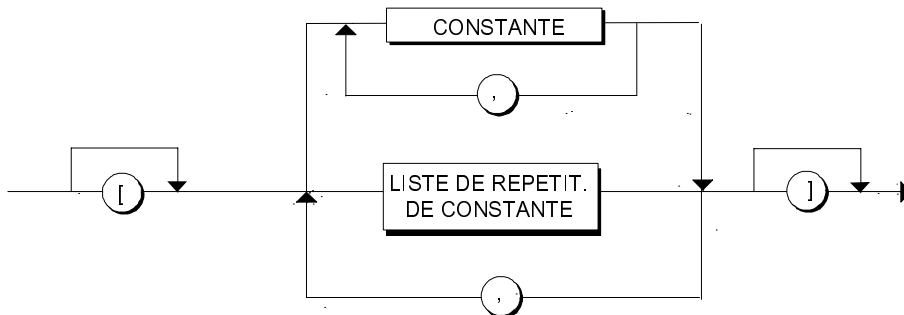 CONSTANTE
,
[
LISTE DE REPETIT.
DE CONSTANTE
]
,